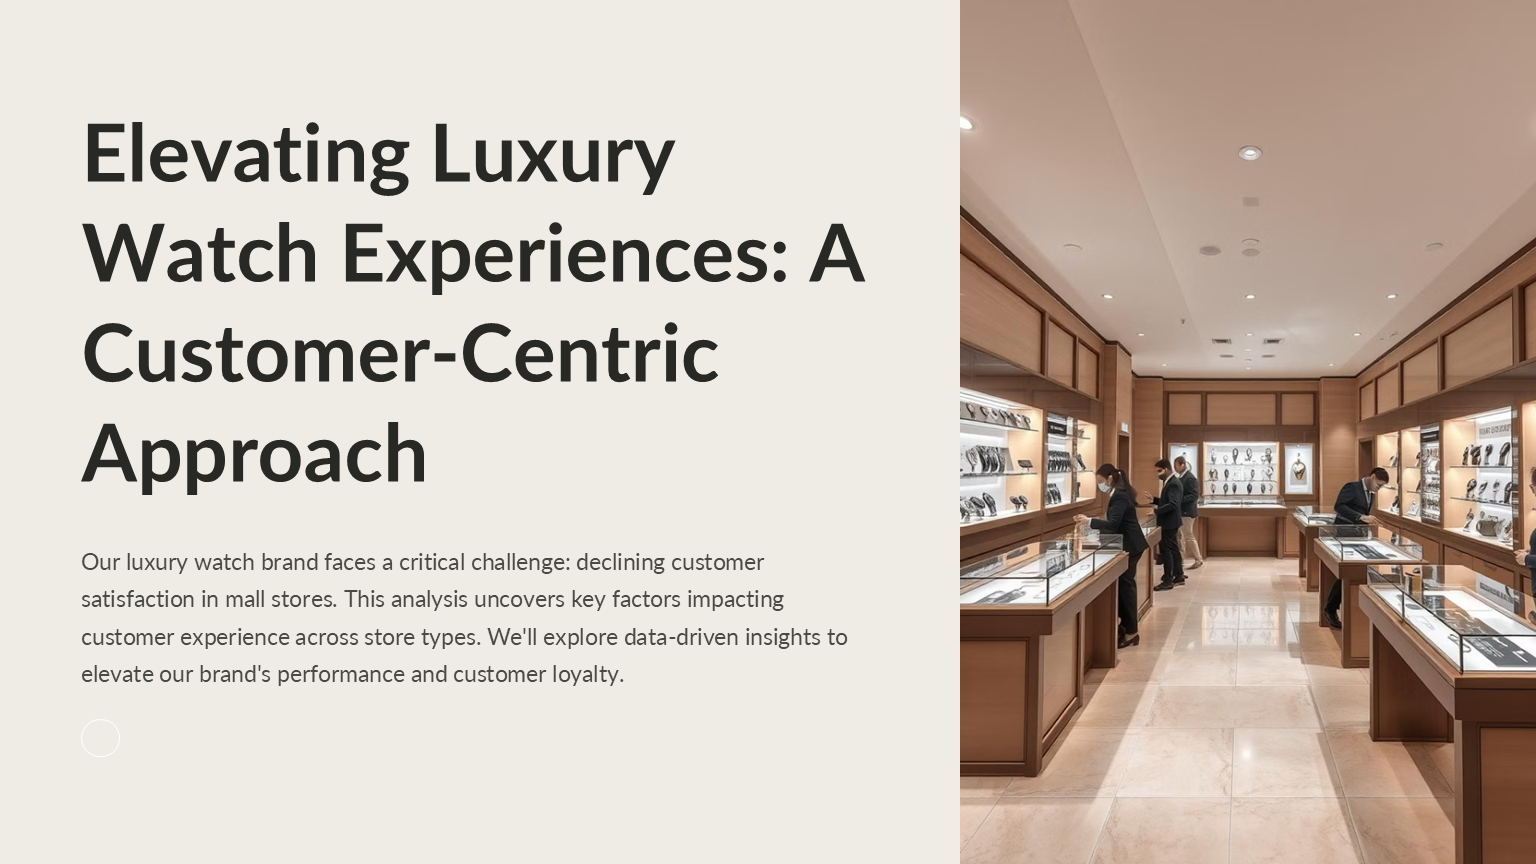 Elevating Luxury
Watch Experiences: A
Customer-Centric
Approach
Our luxury watch brand faces a critical challenge: declining customer
satisfaction in mall stores. This analysis uncovers key factors impacting
customer experience across store types. We'll explore data-driven insights to
elevate our brand's performance and customer loyalty.